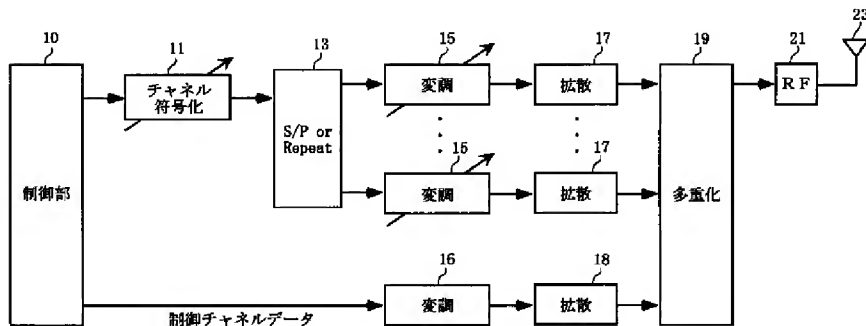 10
制御部
11
チャネル
符号化
13
S/P or
Repeat
15
変調
17
拡散
15
変調
17
拡散
16
変調
18
拡散
制御チャネルデータ
19
多重化
21
RF
23